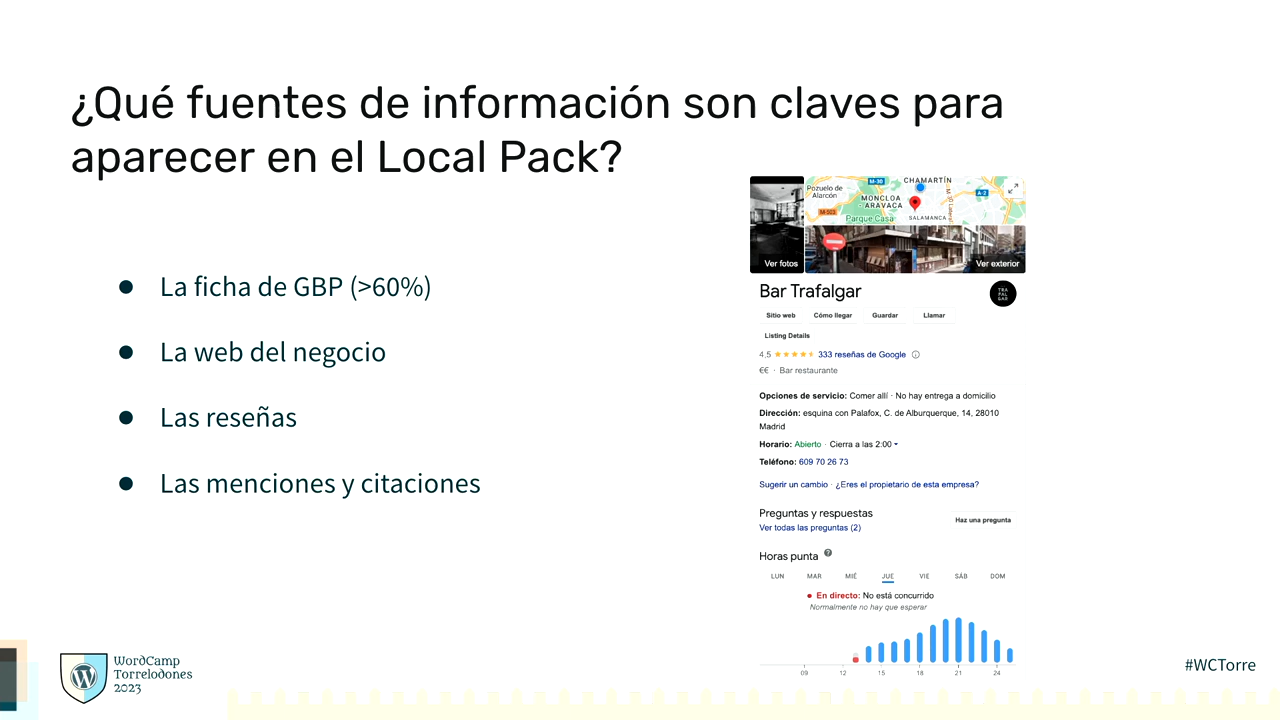 ¿Qué fuentes de información son claves para
aparecer en el Local Pack?
● La ficha de GBP (>60%)
● La web del negocio
● Las reseñas
● Las menciones y citaciones
Pozuelo de
Alarcón
M-30
CHAMARTÍN
A-2
MONCLOA
- ARAVACA
M-503
Parque Casa
SALAMANCA
M-30 Lateral
Ver fotos
Ver exterior
Bar Trafalgar
TRA
FAL
GAR
Sitio web
Cómo llegar
Guardar
Llamar
Listing Details
4,5 ★★★★★ 333 reseñas de Google
€€ · Bar restaurante
Opciones de servicio: Comer allí · No hay entrega a domicilio
Dirección: esquina con Palafox, C. de Alburquerque, 14, 28010
Madrid
Horario: Abierto · Cierra a las 2:00
Teléfono: 609 70 26 73
Sugerir un cambio · ¿Eres el propietario de esta empresa?
Preguntas y respuestas
Ver todas las preguntas (2)
Haz una pregunta
Horas punta
LUN MAR MIÉ JUE VIE SÁB DOM
● En directo: No está concurrido
Normalmente no hay que esperar
09 12 15 18 21 24
WordCamp
Torrelodones
2023
#WCTorre